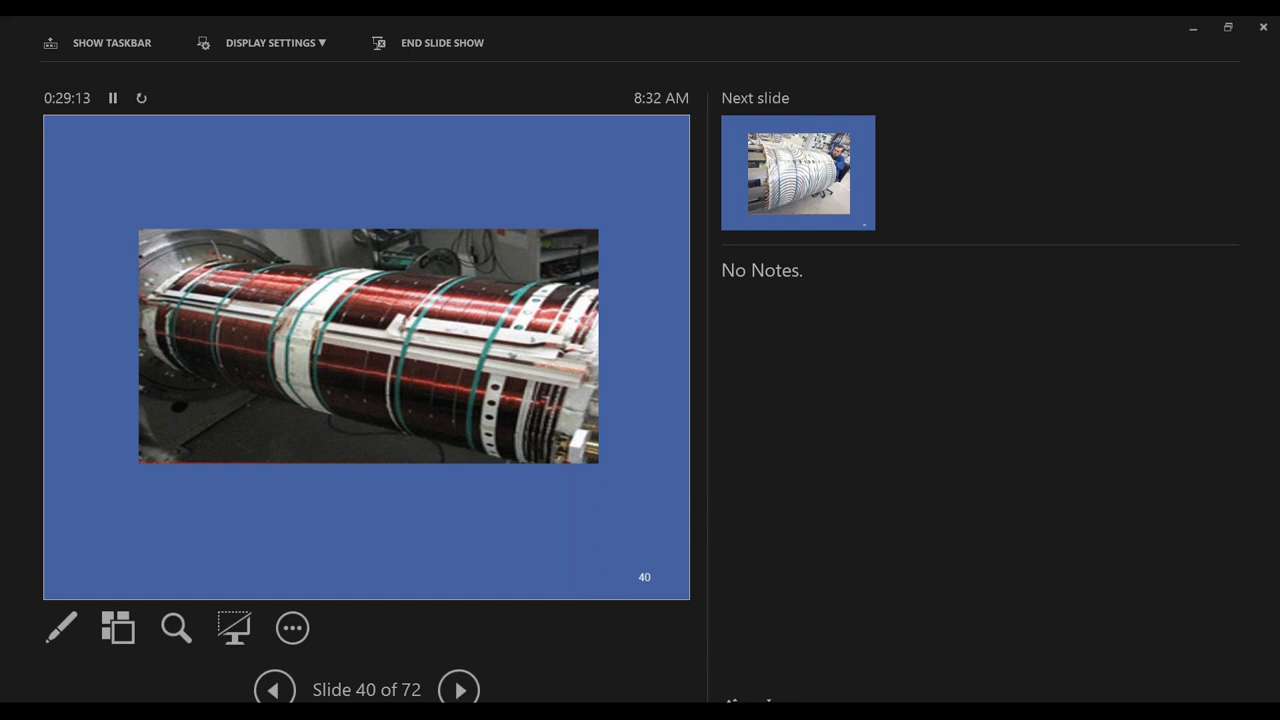 SHOW TASKBAR
DISPLAY SETTINGS ▼
END SLIDE SHOW
0:29:13
8:32 AM
Next slide
No Notes.
40
Slide 40 of 72